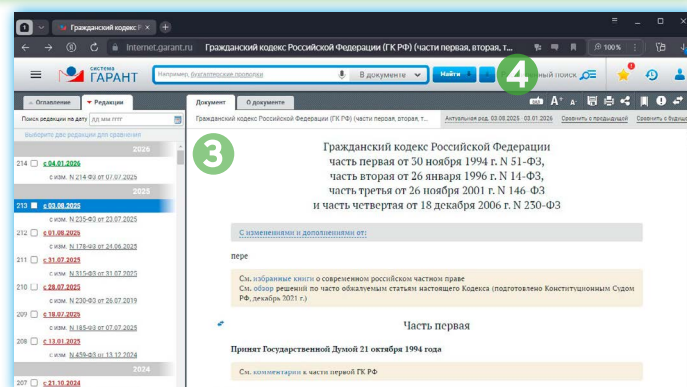 1
Гражданский кодекс Р
internet.garant.ru
Гражданский кодекс Российской Федерации (ГК РФ) (части первая, вторая, т...
100%
СИСТЕМА
ГАРАНТ
Например, бухгалтерские проводки
В документе
Найти
4
ный поиск
Оглавление
Редакции
Документ
О документе
Поиск редакции на дату
дд мм гггг
Гражданский кодекс Российской Федерации (ГК РФ) (части первая, вторая, т...
Актуальная ред. 03.08.2025 - 03.01.2026
Сравнить с предыдущей
Сравнить с будуще
Выберите две редакции для сравнения
2026
214 с 04.01.2026
с изм. N 214-ФЗ от 07.07.2025
2025
213 с 03.08.2025
с изм. N 235-ФЗ от 23.07.2025
212 с 01.08.2025
с изм. N 178-ФЗ от 24.06.2025
211 с 31.07.2025
с изм. N 315-ФЗ от 31.07.2025
210 с 28.07.2025
с изм. N 230-ФЗ от 26.07.2019
209 с 18.07.2025
с изм. N 185-ФЗ от 07.07.2025
208 с 13.01.2025
с изм. N 459-ФЗ от 13.12.2024
2024
207 с 21.10.2024
3
Гражданский кодекс Российской Федерации
часть первая от 30 ноября 1994 г. N 51-ФЗ,
часть вторая от 26 января 1996 г. N 14-ФЗ,
часть третья от 26 ноября 2001 г. N 146-ФЗ
и часть четвертая от 18 декабря 2006 г. N 230-ФЗ
С изменениями и дополнениями от:
пере
См. избранные книги о современном российском частном праве
См. обзор решений по часто обжалуемым статьям настоящего Кодекса (подготовлено Конституционным Судом
РФ, декабрь 2021 г.)
Часть первая
Принят Государственной Думой 21 октября 1994 года
См. комментарии к части первой ГК РФ